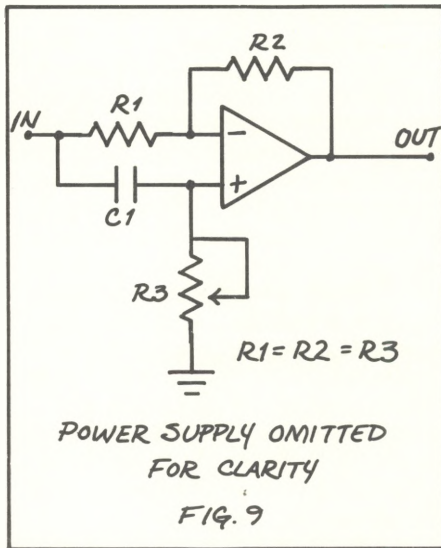 R2
R1
IN
OUT
C1
R3
R1 = R2 = R3
POWER SUPPLY OMITTED
FOR CLARITY
FIG. 9